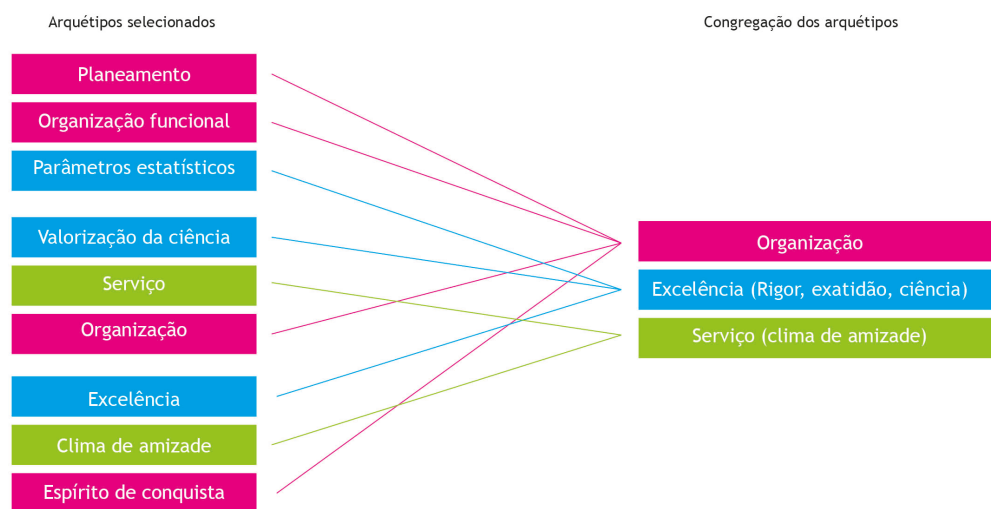 Arquétipos selecionados
Planeamento
Organização funcional
Parâmetros estatísticos
Valorização da ciência
Serviço
Organização
Excelência
Clima de amizade
Espírito de conquista
Congregação dos arquétipos
Organização
Excelência (Rigor, exatidão, ciência)
Serviço (clima de amizade)